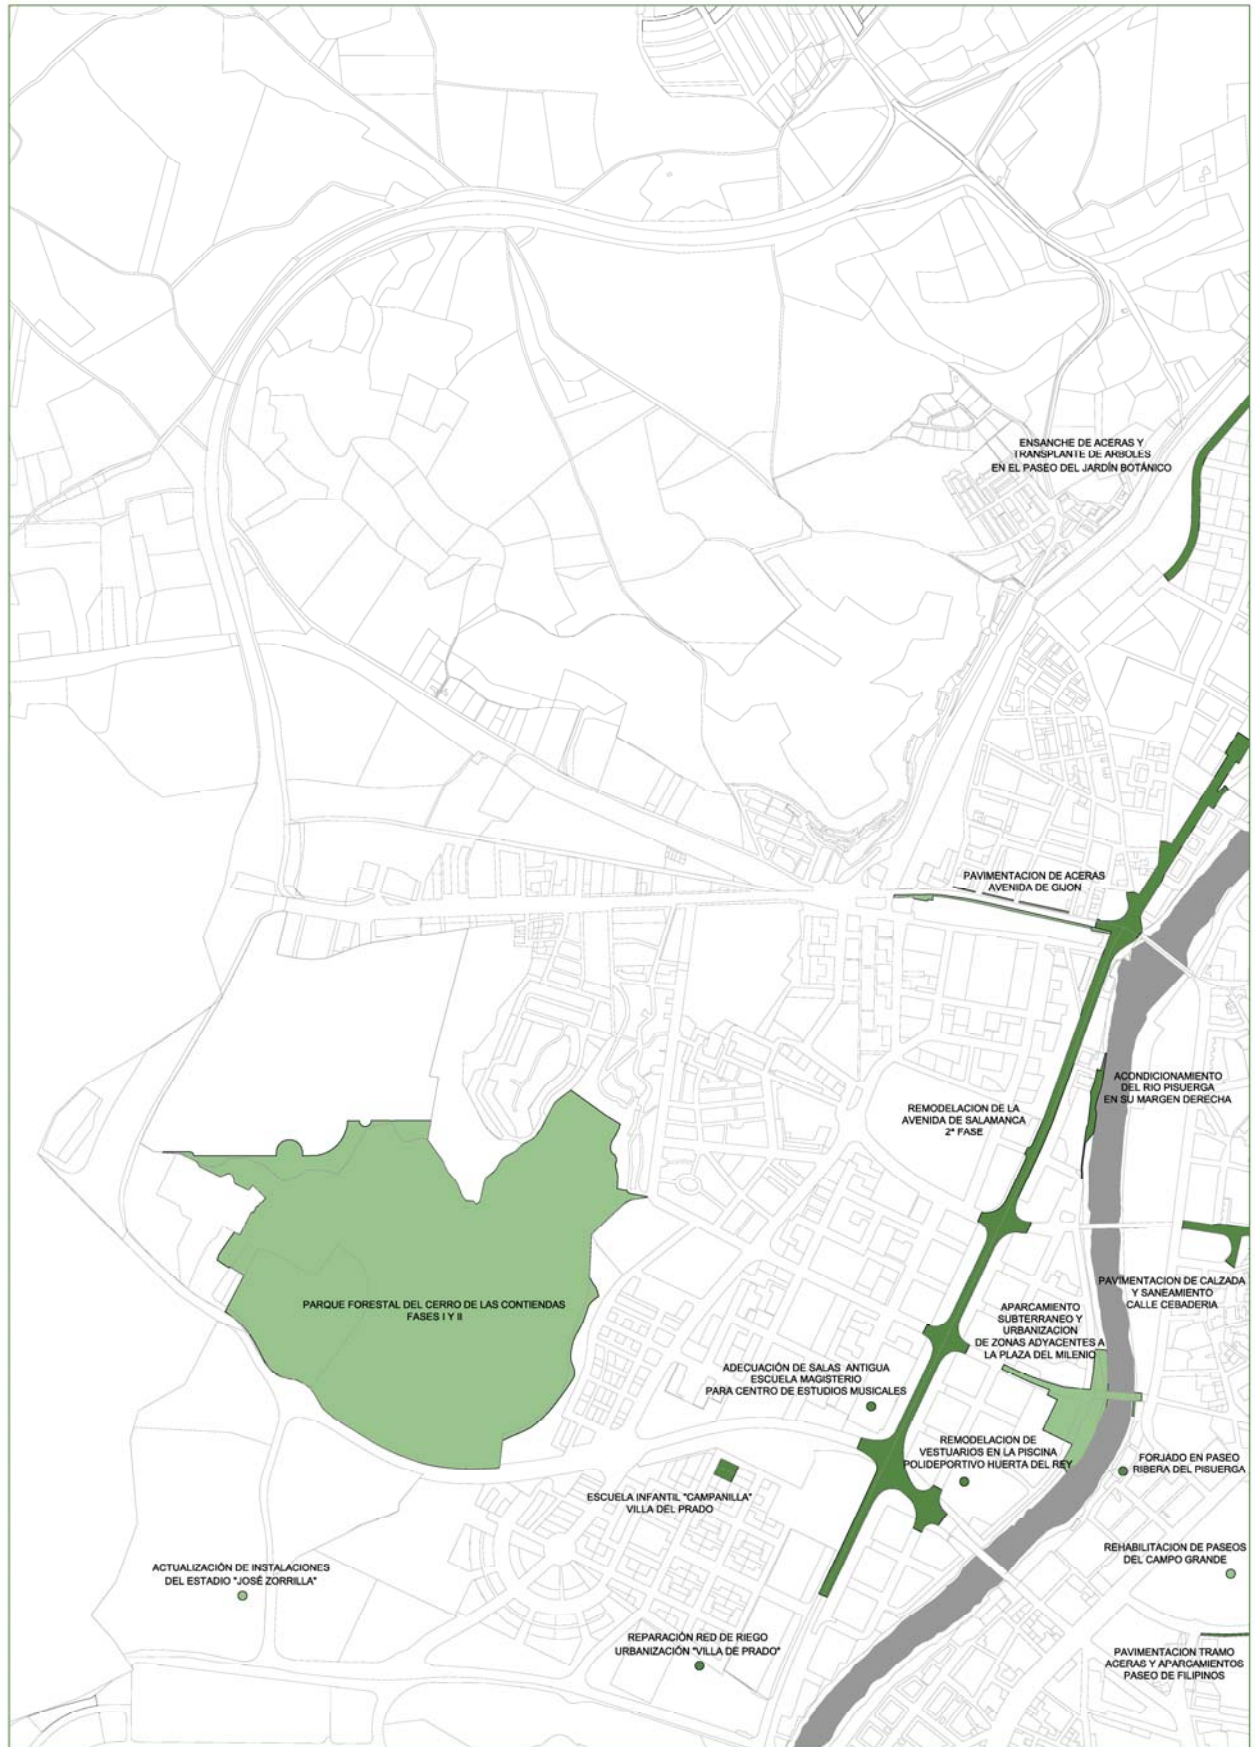 ENSANCHE DE ACERAS Y
TRANSPLANTE DE ARBOLES
EN EL PASEO DEL JARDÍN BOTÁNICO
PAVIMENTACION DE ACERAS
AVENIDA DE GIJON
ACONDICIONAMIENTO
DEL RIO PISUERGA
EN SU MARGEN DERECHA
REMODELACION DE LA
AVENIDA DE SALAMANCA
2ª FASE
PAVIMENTACION DE CALZADA
Y SANEAMIENTO
CALLE CEBADERIA
PARQUE FORESTAL DEL CERRO DE LAS CONTIENDAS
FASES I Y II
APARCAMIENTO
SUBTERRANEO Y
URBANIZACION
DE ZONAS ADYACENTES A
LA PLAZA DEL MILENIO
ADECUACIÓN DE SALAS ANTIGUA
ESCUELA MAGISTERIO
PARA CENTRO DE ESTUDIOS MUSICALES
REMODELACION DE
VESTUARIOS EN LA PISCINA
POLIDEPORTIVO HUERTA DEL REY
FORJADO EN PASEO
RIBERA DEL PISUERGA
ESCUELA INFANTIL "CAMPANILLA"
VILLA DEL PRADO
REHABILITACION DE PASEOS
DEL CAMPO GRANDE
ACTUALIZACIÓN DE INSTALACIONES
DEL ESTADIO "JOSÉ ZORRILLA"
REPARACIÓN RED DE RIEGO
URBANIZACIÓN "VILLA DE PRADO"
PAVIMENTACION TRAMO
ACERAS Y APARCAMIENTOS
PASEO DE FILIPINOS